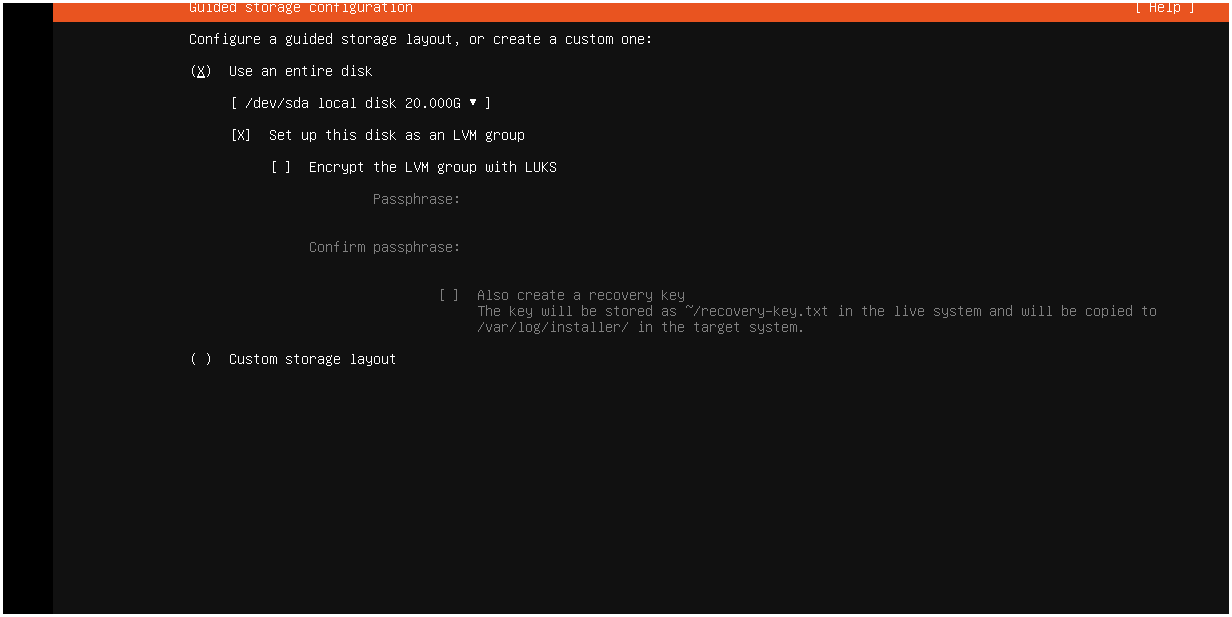 Guided storage configuration [ Help ]
Configure a guided storage layout, or create a custom one:
(X) Use an entire disk
[ /dev/sda local disk 20.000G ▾ ]
[X] Set up this disk as an LVM group
[ ] Encrypt the LVM group with LUKS
Passphrase:
Confirm passphrase:
[ ] Also create a recovery key
The key will be stored as ~/recovery-key.txt in the live system and will be copied to
/var/log/installer/ in the target system.
( ) Custom storage layout